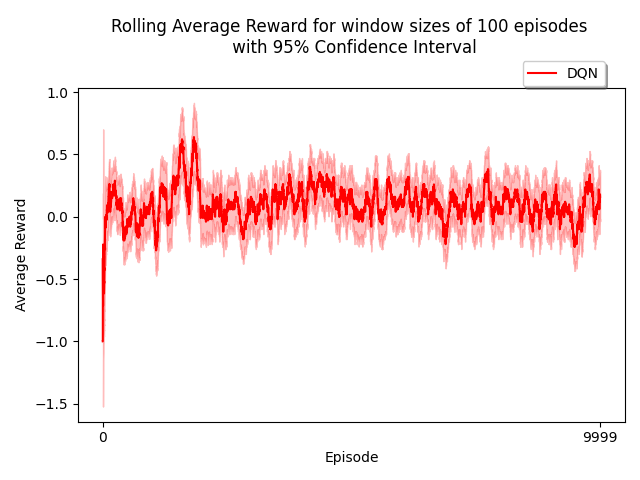 Rolling Average Reward for window sizes of 100 episodes
with 95% Confidence Interval
DQN
1.0
0.5
0.0
−0.5
−1.0
−1.5
Average Reward
0
9999
Episode